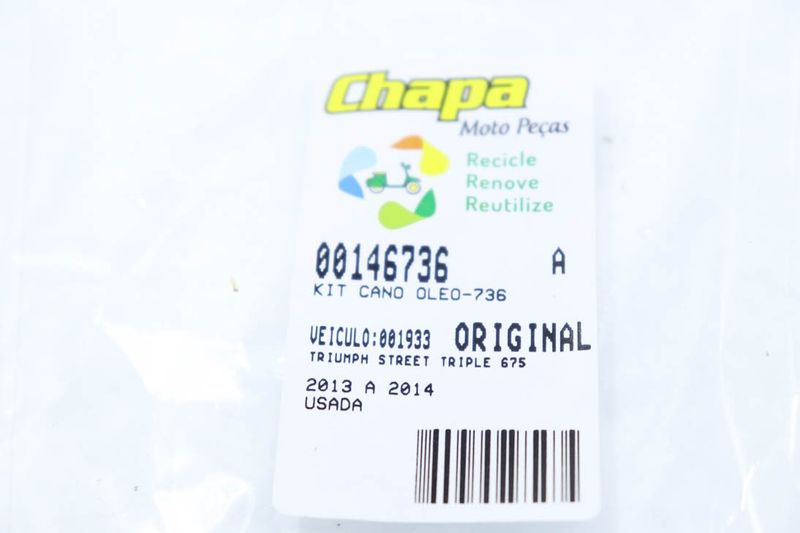 Chapa
Moto Peças
Recicle
Renove
Reutilize
00146736 A
KIT CANO OLEO-736
VEICULO:001933 ORIGINAL
TRIUMPH STREET TRIPLE 675
2013 A 2014
USADA